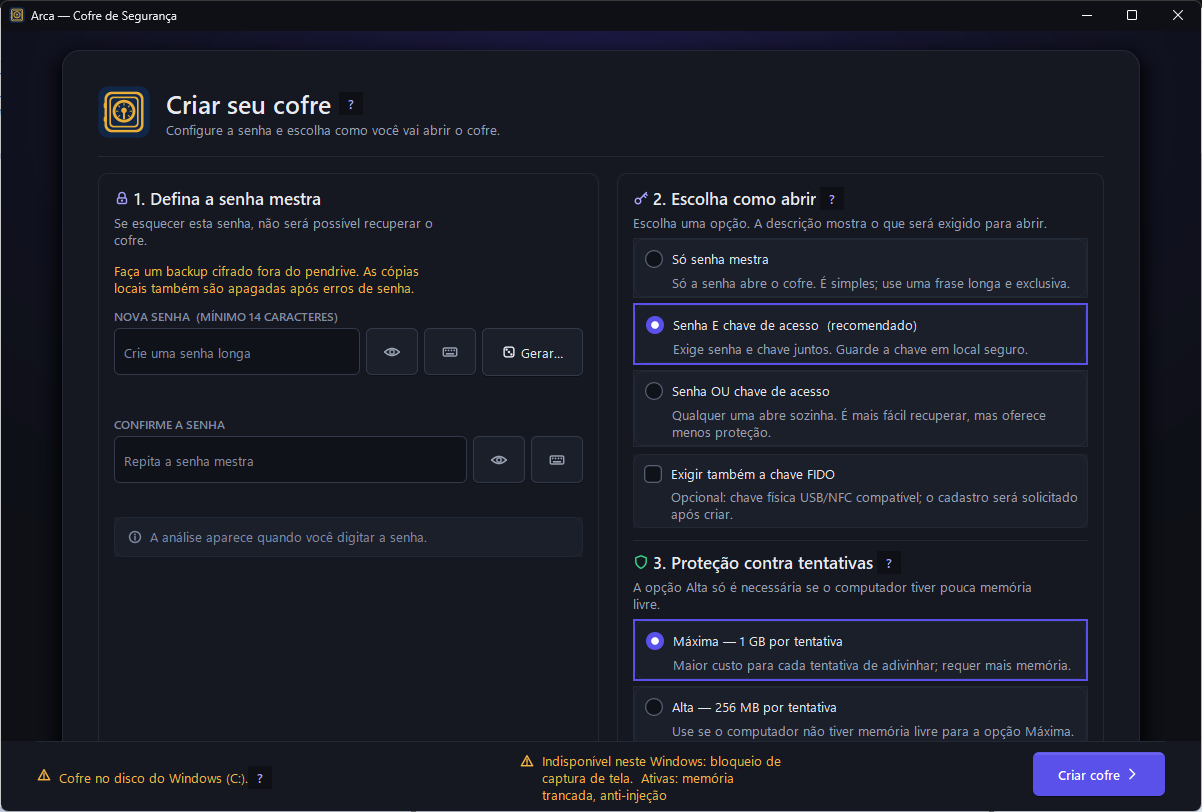 Arca — Cofre de Segurança
Criar seu cofre ?
Configure a senha e escolha como você vai abrir o cofre.
1. Defina a senha mestra
Se esquecer esta senha, não será possível recuperar o
cofre.
Faça um backup cifrado fora do pendrive. As cópias
locais também são apagadas após erros de senha.
NOVA SENHA (MÍNIMO 14 CARACTERES)
Crie uma senha longa
Gerar...
CONFIRME A SENHA
Repita a senha mestra
A análise aparece quando você digitar a senha.
2. Escolha como abrir ?
Escolha uma opção. A descrição mostra o que será exigido para abrir.
Só senha mestra
Só a senha abre o cofre. É simples; use uma frase longa e exclusiva.
Senha E chave de acesso (recomendado)
Exige senha e chave juntos. Guarde a chave em local seguro.
Senha OU chave de acesso
Qualquer uma abre sozinha. É mais fácil recuperar, mas oferece
menos proteção.
Exigir também a chave FIDO
Opcional: chave física USB/NFC compatível; o cadastro será solicitado
após criar.
3. Proteção contra tentativas ?
A opção Alta só é necessária se o computador tiver pouca memória
livre.
Máxima — 1 GB por tentativa
Maior custo para cada tentativa de adivinhar; requer mais memória.
Alta — 256 MB por tentativa
Use se o computador não tiver memória livre para a opção Máxima.
Cofre no disco do Windows (C:). ?
Indisponível neste Windows: bloqueio de
captura de tela. Ativas: memória
trancada, anti-injeção
Criar cofre